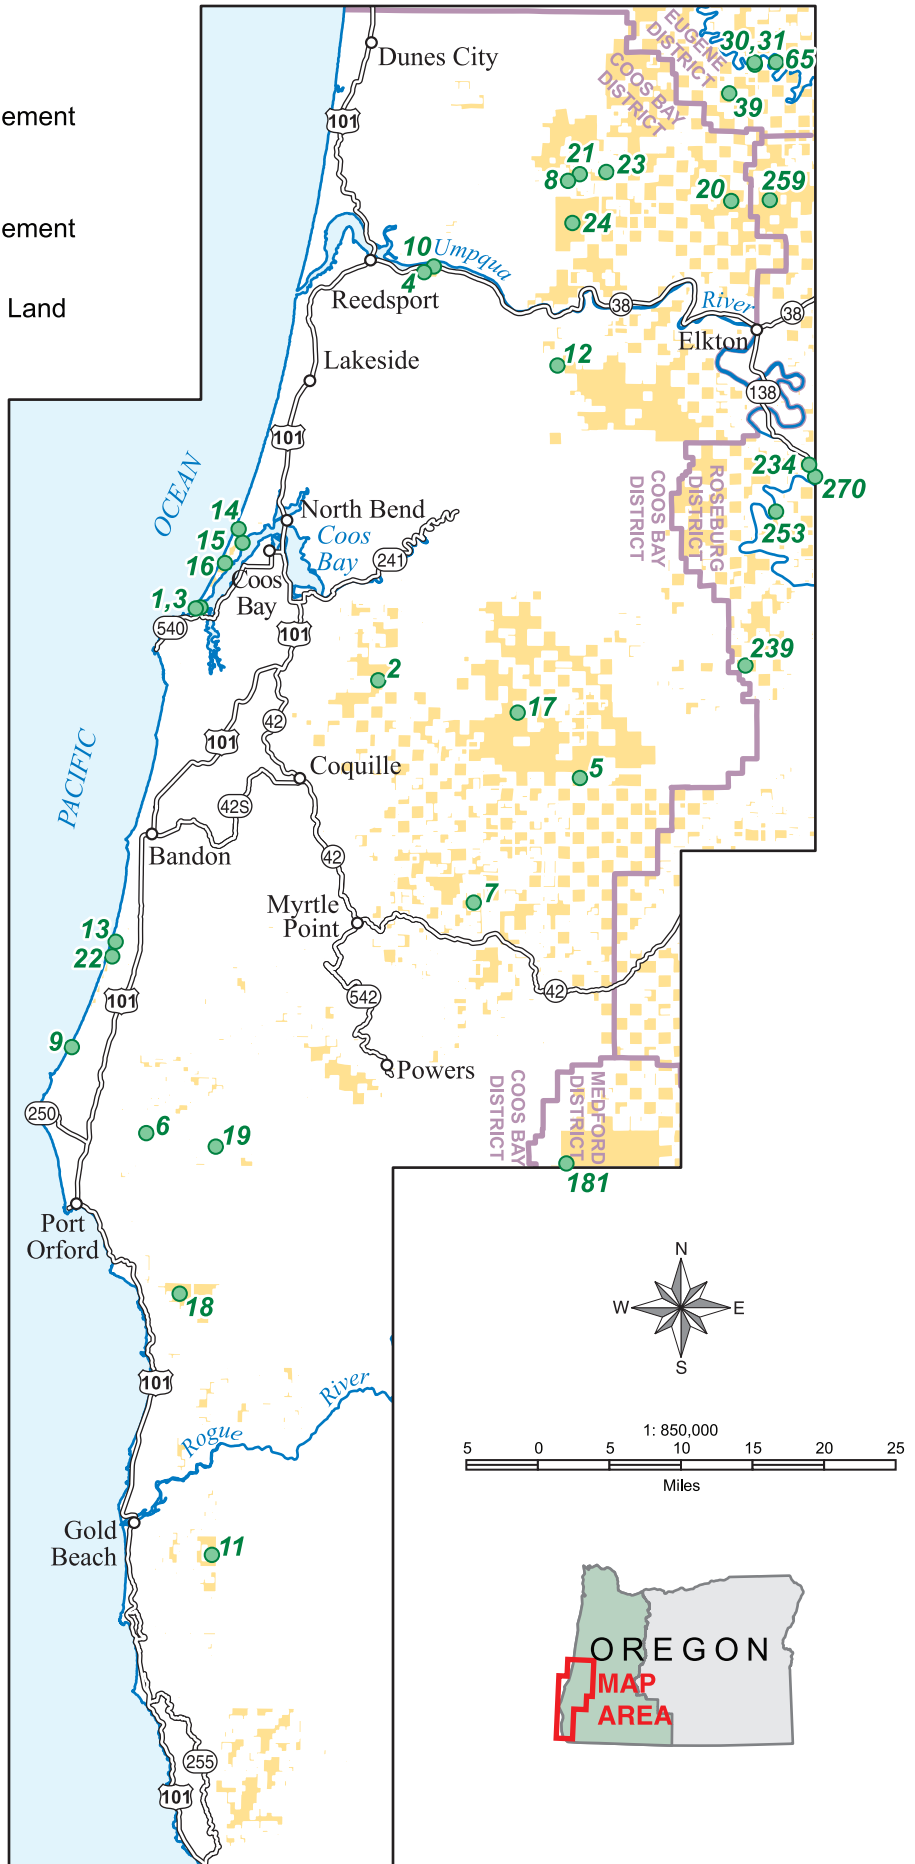 Dunes City
EUGENE
DISTRICT
30,31
65
COOS BAY
DISTRICT
39
ement
101
21
23
8
20
259
24
ement
10
Umpqua
4
Reedsport
Land
38
River
38
Elkton
12
Lakeside
138
101
234
270
ROSEBURG
DISTRICT
COOS BAY
DISTRICT
253
OCEAN
14
North Bend
15
Coos
Bay
16
241
Coos
Bay
1,3
540
101
239
2
42
17
101
PACIFIC
Coquille
5
42S
Bandon
42
7
Myrtle
Point
13
22
101
542
42
9
Powers
COOS BAY
DISTRICT
MEDFORD
DISTRICT
250
6
19
181
Port
Orford
N
W
E
S
18
101
River
Rogue
1: 850,000
5 0 5 10 15 20 25
Miles
Gold
Beach
11
OREGON
MAP
AREA
255
101